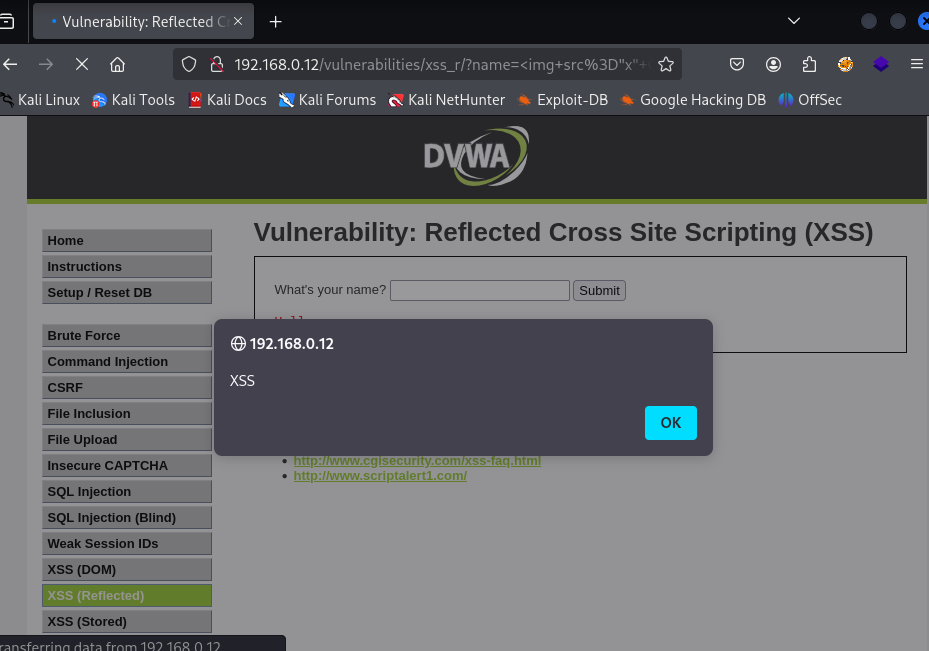 Vulnerability: Reflected C
192.168.0.12/vulnerabilities/xss_r/?name=<img+src%3D"x"+
Kali Linux Kali Tools Kali Docs Kali Forums Kali NetHunter Exploit-DB Google Hacking DB OffSec
DVWA
Vulnerability: Reflected Cross Site Scripting (XSS)
Home
Instructions
Setup / Reset DB
Brute Force
Command Injection
CSRF
File Inclusion
File Upload
Insecure CAPTCHA
SQL Injection
SQL Injection (Blind)
Weak Session IDs
XSS (DOM)
XSS (Reflected)
XSS (Stored)
What's your name? Submit
192.168.0.12
XSS
OK
http://www.cgisecurity.com/xss-faq.html
http://www.scriptalert1.com/
ransferring data from 192.168.0.12